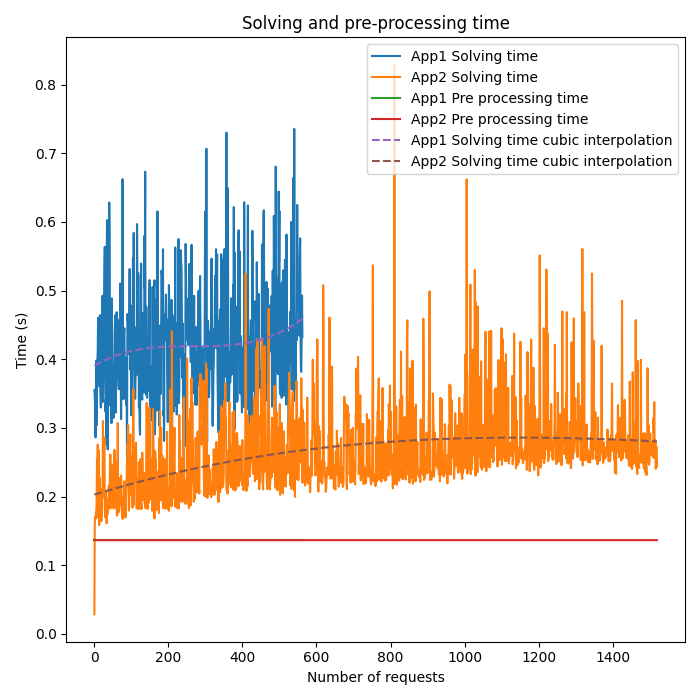 Solving and pre-processing time
App1 Solving time
App2 Solving time
App1 Pre processing time
App2 Pre processing time
App1 Solving time cubic interpolation
App2 Solving time cubic interpolation
Time (s)
0.8
0.7
0.6
0.5
0.4
0.3
0.2
0.1
0.0
0 200 400 600 800 1000 1200 1400
Number of requests